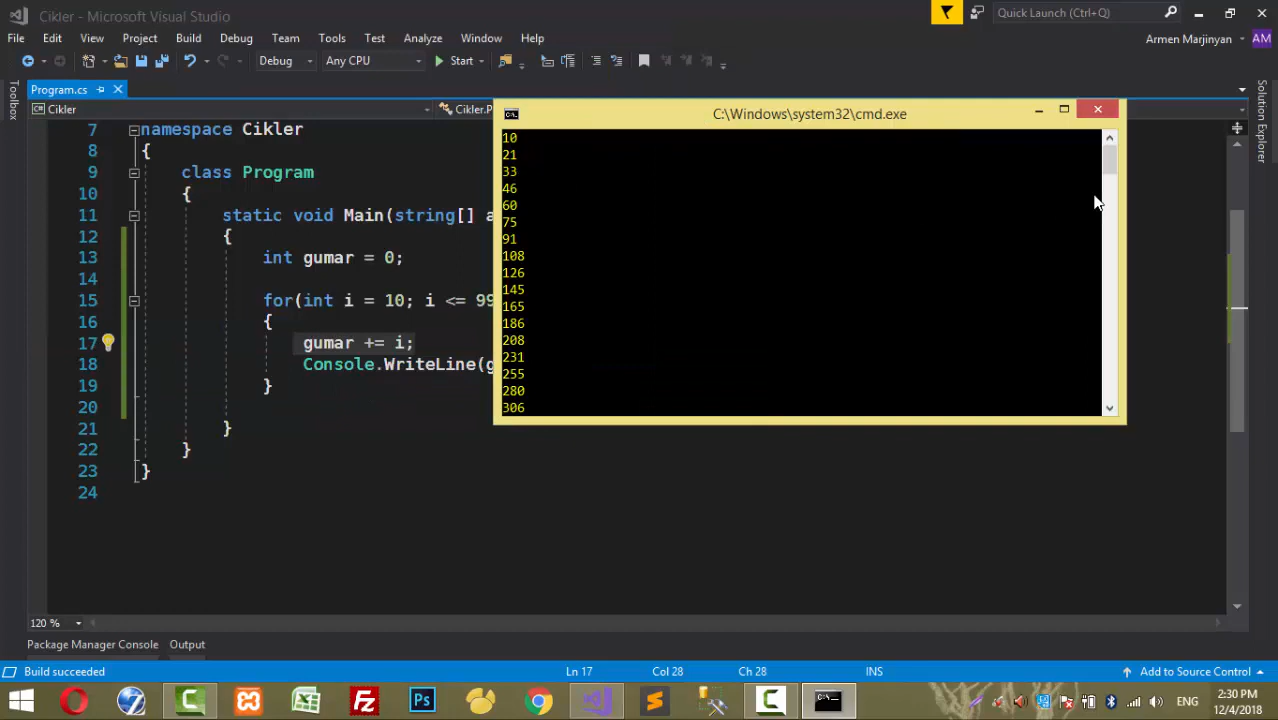 Cikler - Microsoft Visual Studio
Quick Launch (Ctrl+Q)
File Edit View Project Build Debug Team Tools Test Analyze Window Help
Armen Marjinyan AM
Debug Any CPU Start
Program.cs
Toolbox
Solution Explorer
Cikler Cikler.P
C:\Windows\system32\cmd.exe
7 namespace Cikler
8 {
9 class Program
10 {
11 static void Main(string[] a
12 {
13 int gumar = 0;
14
15 for(int i = 10; i <= 99
16 {
17 gumar += i;
18 Console.WriteLine(g
19 }
20
21 }
22 }
23 }
24
10
21
33
46
60
75
91
108
126
145
165
186
208
231
255
280
306
120 %
Package Manager Console Output
Build succeeded Ln 17 Col 28 Ch 28 INS Add to Source Control
Ps
ENG
2:30 PM
12/4/2018